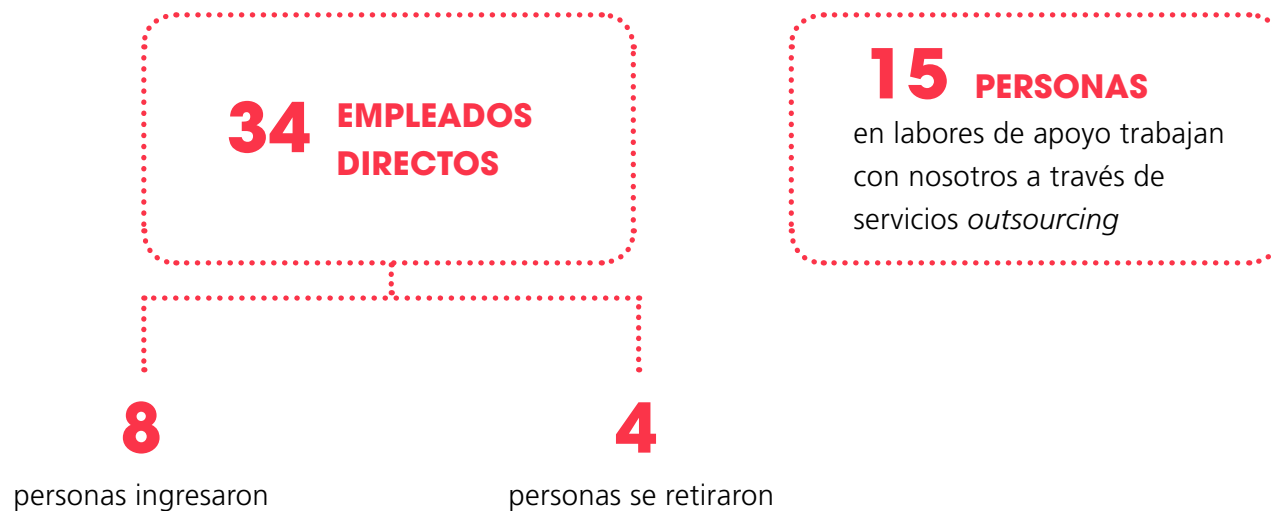 34 EMPLEADOS
DIRECTOS
15 PERSONAS
en labores de apoyo trabajan
con nosotros a través de
servicios outsourcing
8
personas ingresaron
4
personas se retiraron